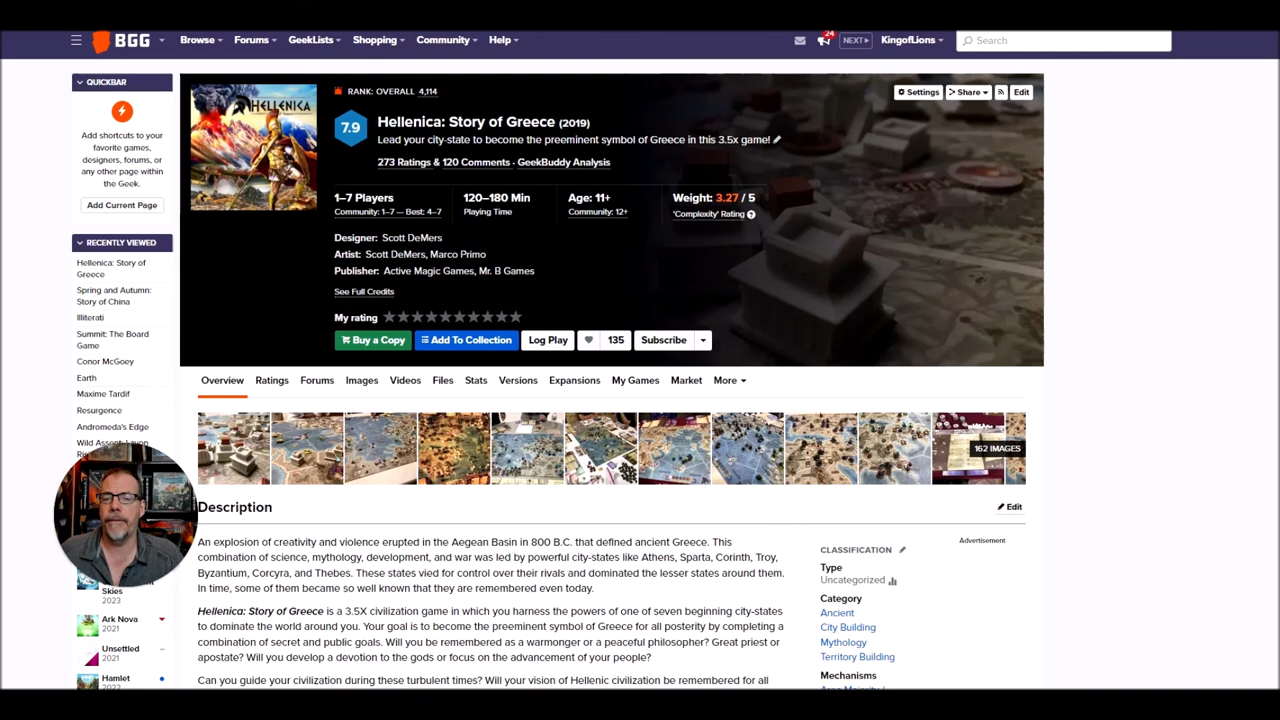 BGG
Browse
Forums
GeekLists
Shopping
Community
Help
24
NEXT
KingofLions
Search
QUICKBAR
Add shortcuts to your
favorite games,
designers, forums, or
any other page within
the Geek.
Add Current Page
RECENTLY VIEWED
Hellenica: Story of
Greece
Spring and Autumn:
Story of China
Illiterati
Summit: The Board
Game
Conor McGoey
Earth
Maxime Tardif
Resurgence
Andromeda's Edge
Skies
2023
Ark Nova
2021
Unsettled
2021
Hamlet
2022
HELLENICA
RANK: OVERALL 4,114
7.9
Hellenica: Story of Greece (2019)
Lead your city-state to become the preeminent symbol of Greece in this 3.5x game!
273 Ratings & 120 Comments · GeekBuddy Analysis
Settings
Share
Edit
1–7 Players
Community: 1–7 — Best: 4–7
120–180 Min
Playing Time
Age: 11+
Community: 12+
Weight: 3.27 / 5
'Complexity' Rating
Designer: Scott DeMers
Artist: Scott DeMers, Marco Primo
Publisher: Active Magic Games, Mr. B Games
See Full Credits
My rating
Buy a Copy
Add To Collection
Log Play
135
Subscribe
Overview
Ratings
Forums
Images
Videos
Files
Stats
Versions
Expansions
My Games
Market
More
162 IMAGES
Description
Edit
An explosion of creativity and violence erupted in the Aegean Basin in 800 B.C. that defined ancient Greece. This
combination of science, mythology, development, and war was led by powerful city-states like Athens, Sparta, Corinth, Troy,
Byzantium, Corcyra, and Thebes. These states vied for control over their rivals and dominated the lesser states around them.
In time, some of them became so well known that they are remembered even today.
Hellenica: Story of Greece is a 3.5X civilization game in which you harness the powers of one of seven beginning city-states
to dominate the world around you. Your goal is to become the preeminent symbol of Greece for all posterity by completing a
combination of secret and public goals. Will you be remembered as a warmonger or a peaceful philosopher? Great priest or
apostate? Will you develop a devotion to the gods or focus on the advancement of your people?
Can you guide your civilization during these turbulent times? Will your vision of Hellenic civilization be remembered for all
Advertisement
CLASSIFICATION
Type
Uncategorized
Category
Ancient
City Building
Mythology
Territory Building
Mechanisms